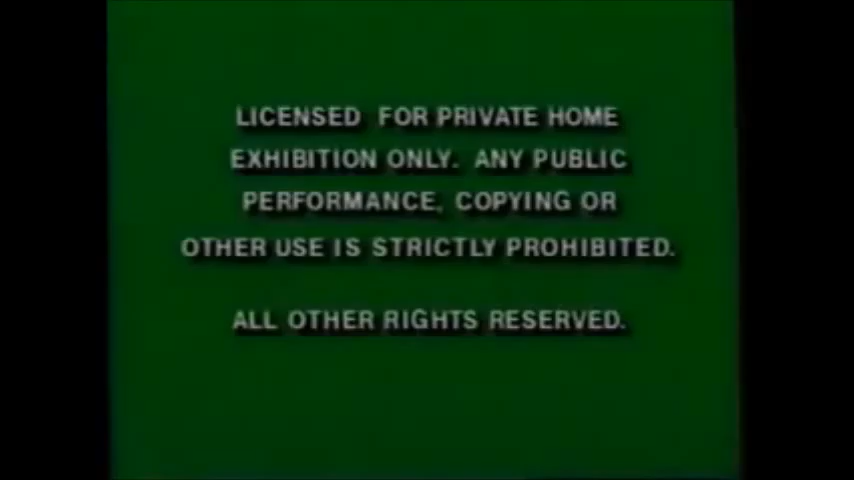 LICENSED FOR PRIVATE HOME
EXHIBITION ONLY. ANY PUBLIC
PERFORMANCE, COPYING OR
OTHER USE IS STRICTLY PROHIBITED.
ALL OTHER RIGHTS RESERVED.